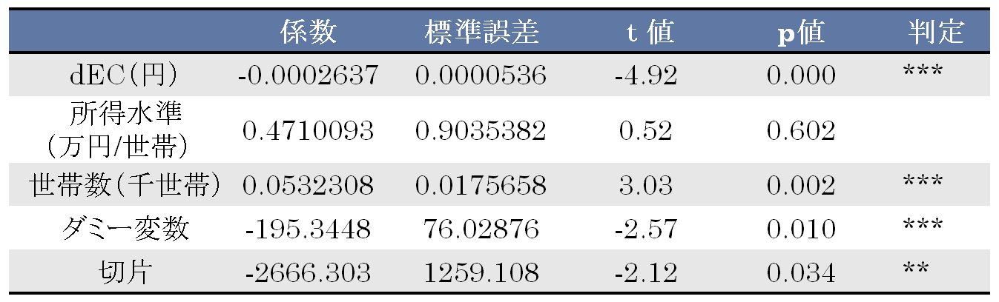 係数 標準誤差 t 値 p値 判定
dEC(円) -0.0002637 0.0000536 -4.92 0.000 ***
所得水準
(万円/世帯) 0.4710093 0.9035382 0.52 0.602
世帯数(千世帯) 0.0532308 0.0175658 3.03 0.002 ***
ダミー変数 -195.3448 76.02876 -2.57 0.010 ***
切片 -2666.303 1259.108 -2.12 0.034 **